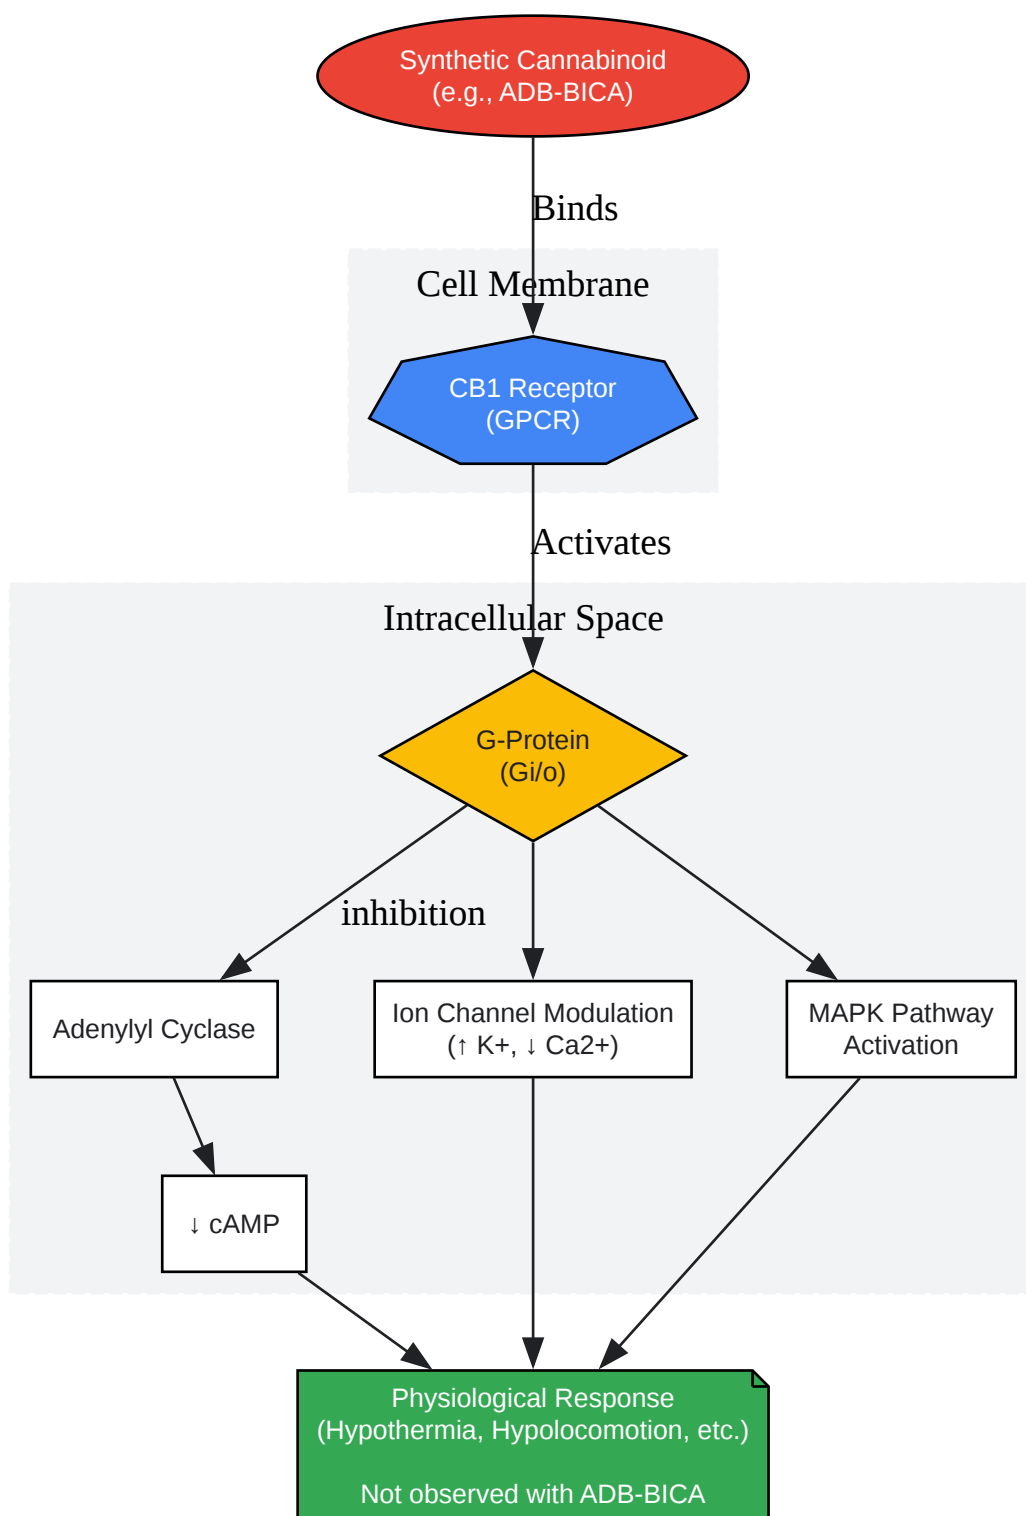 Synthetic Cannabinoid
(e.g., ADB-BICA)
Binds
Cell Membrane
CB1 Receptor
(GPCR)
Activates
Intracellular Space
G-Protein
(Gi/o)
inhibition
Adenylyl Cyclase
Ion Channel Modulation
(↑ K+, ↓ Ca2+)
MAPK Pathway
Activation
↓ cAMP
Physiological Response
(Hypothermia, Hypolocomotion, etc.)
Not observed with ADB-BICA